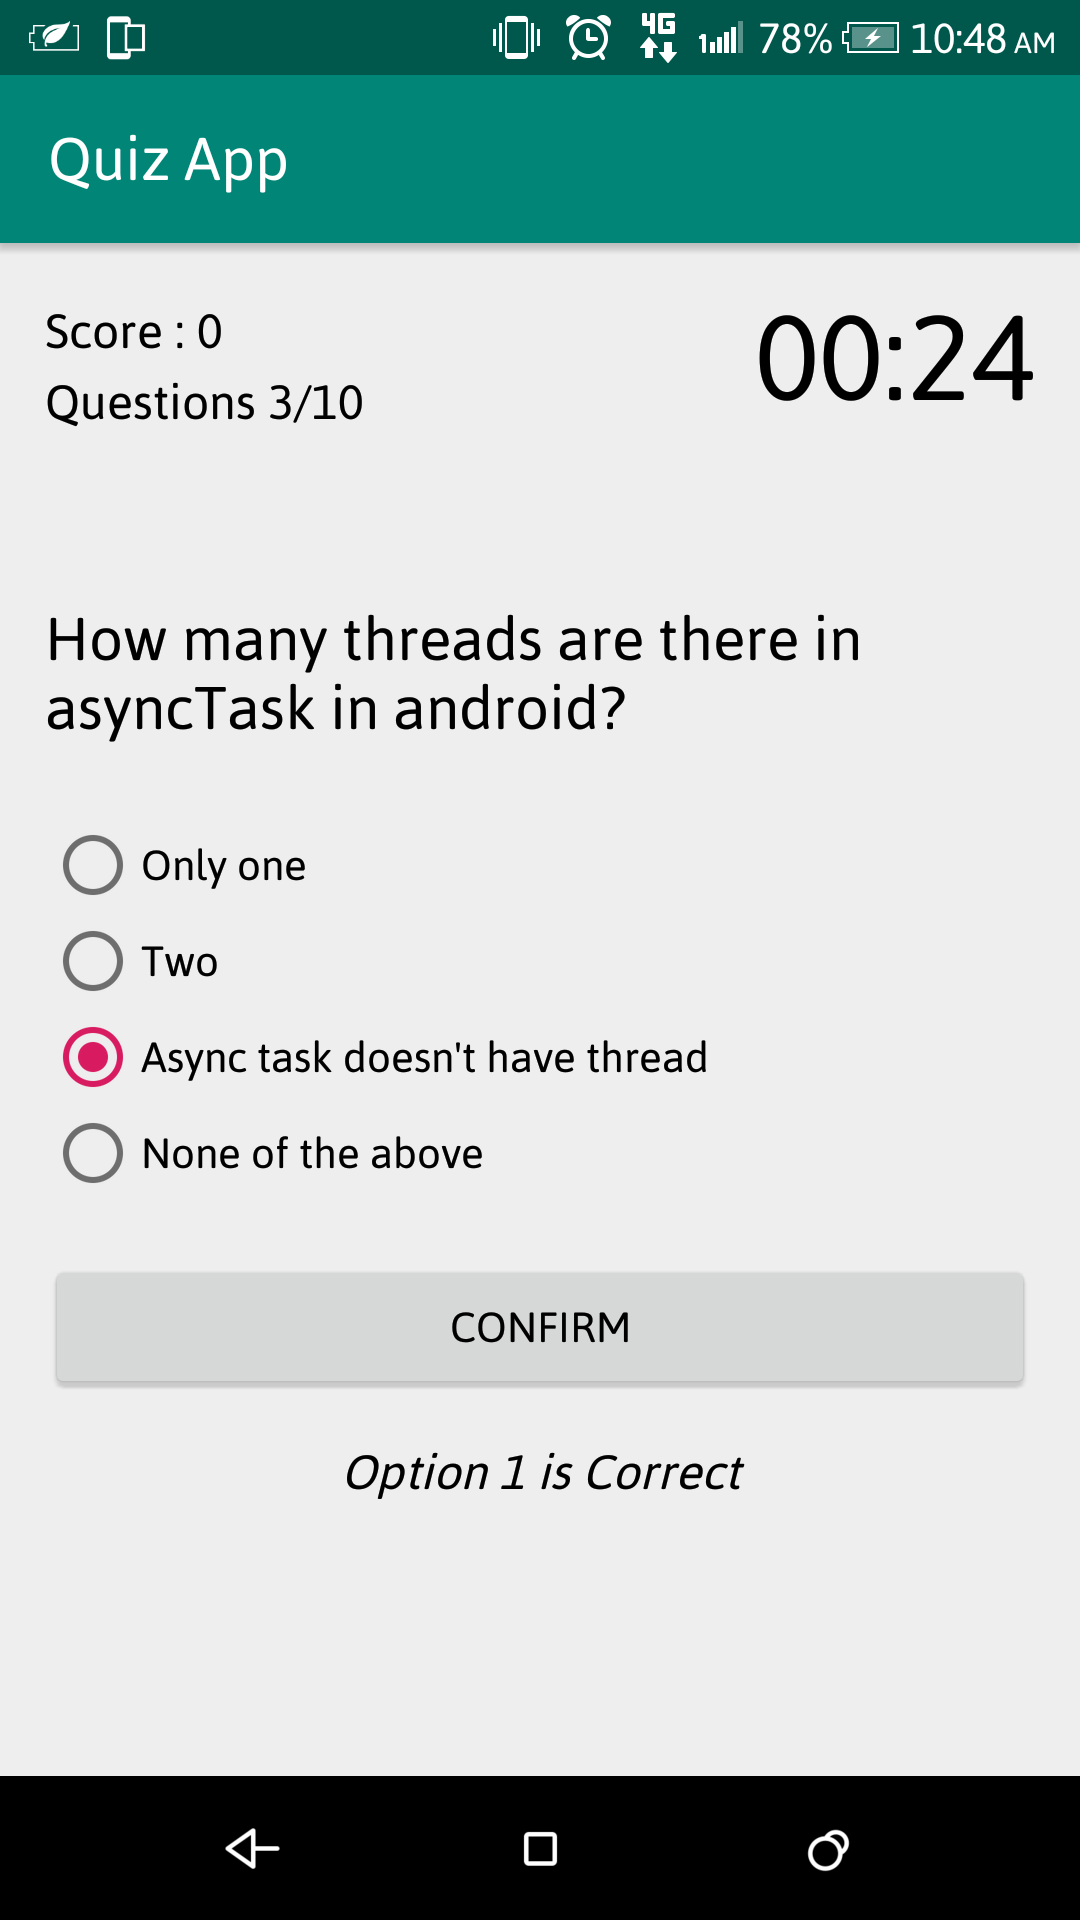 4G
1
78%
10:48 AM
Quiz App
Score : 0
00:24
Questions 3/10
How many threads are there in
asyncTask in android?
Only one
Two
Async task doesn't have thread
None of the above
CONFIRM
Option 1 is Correct